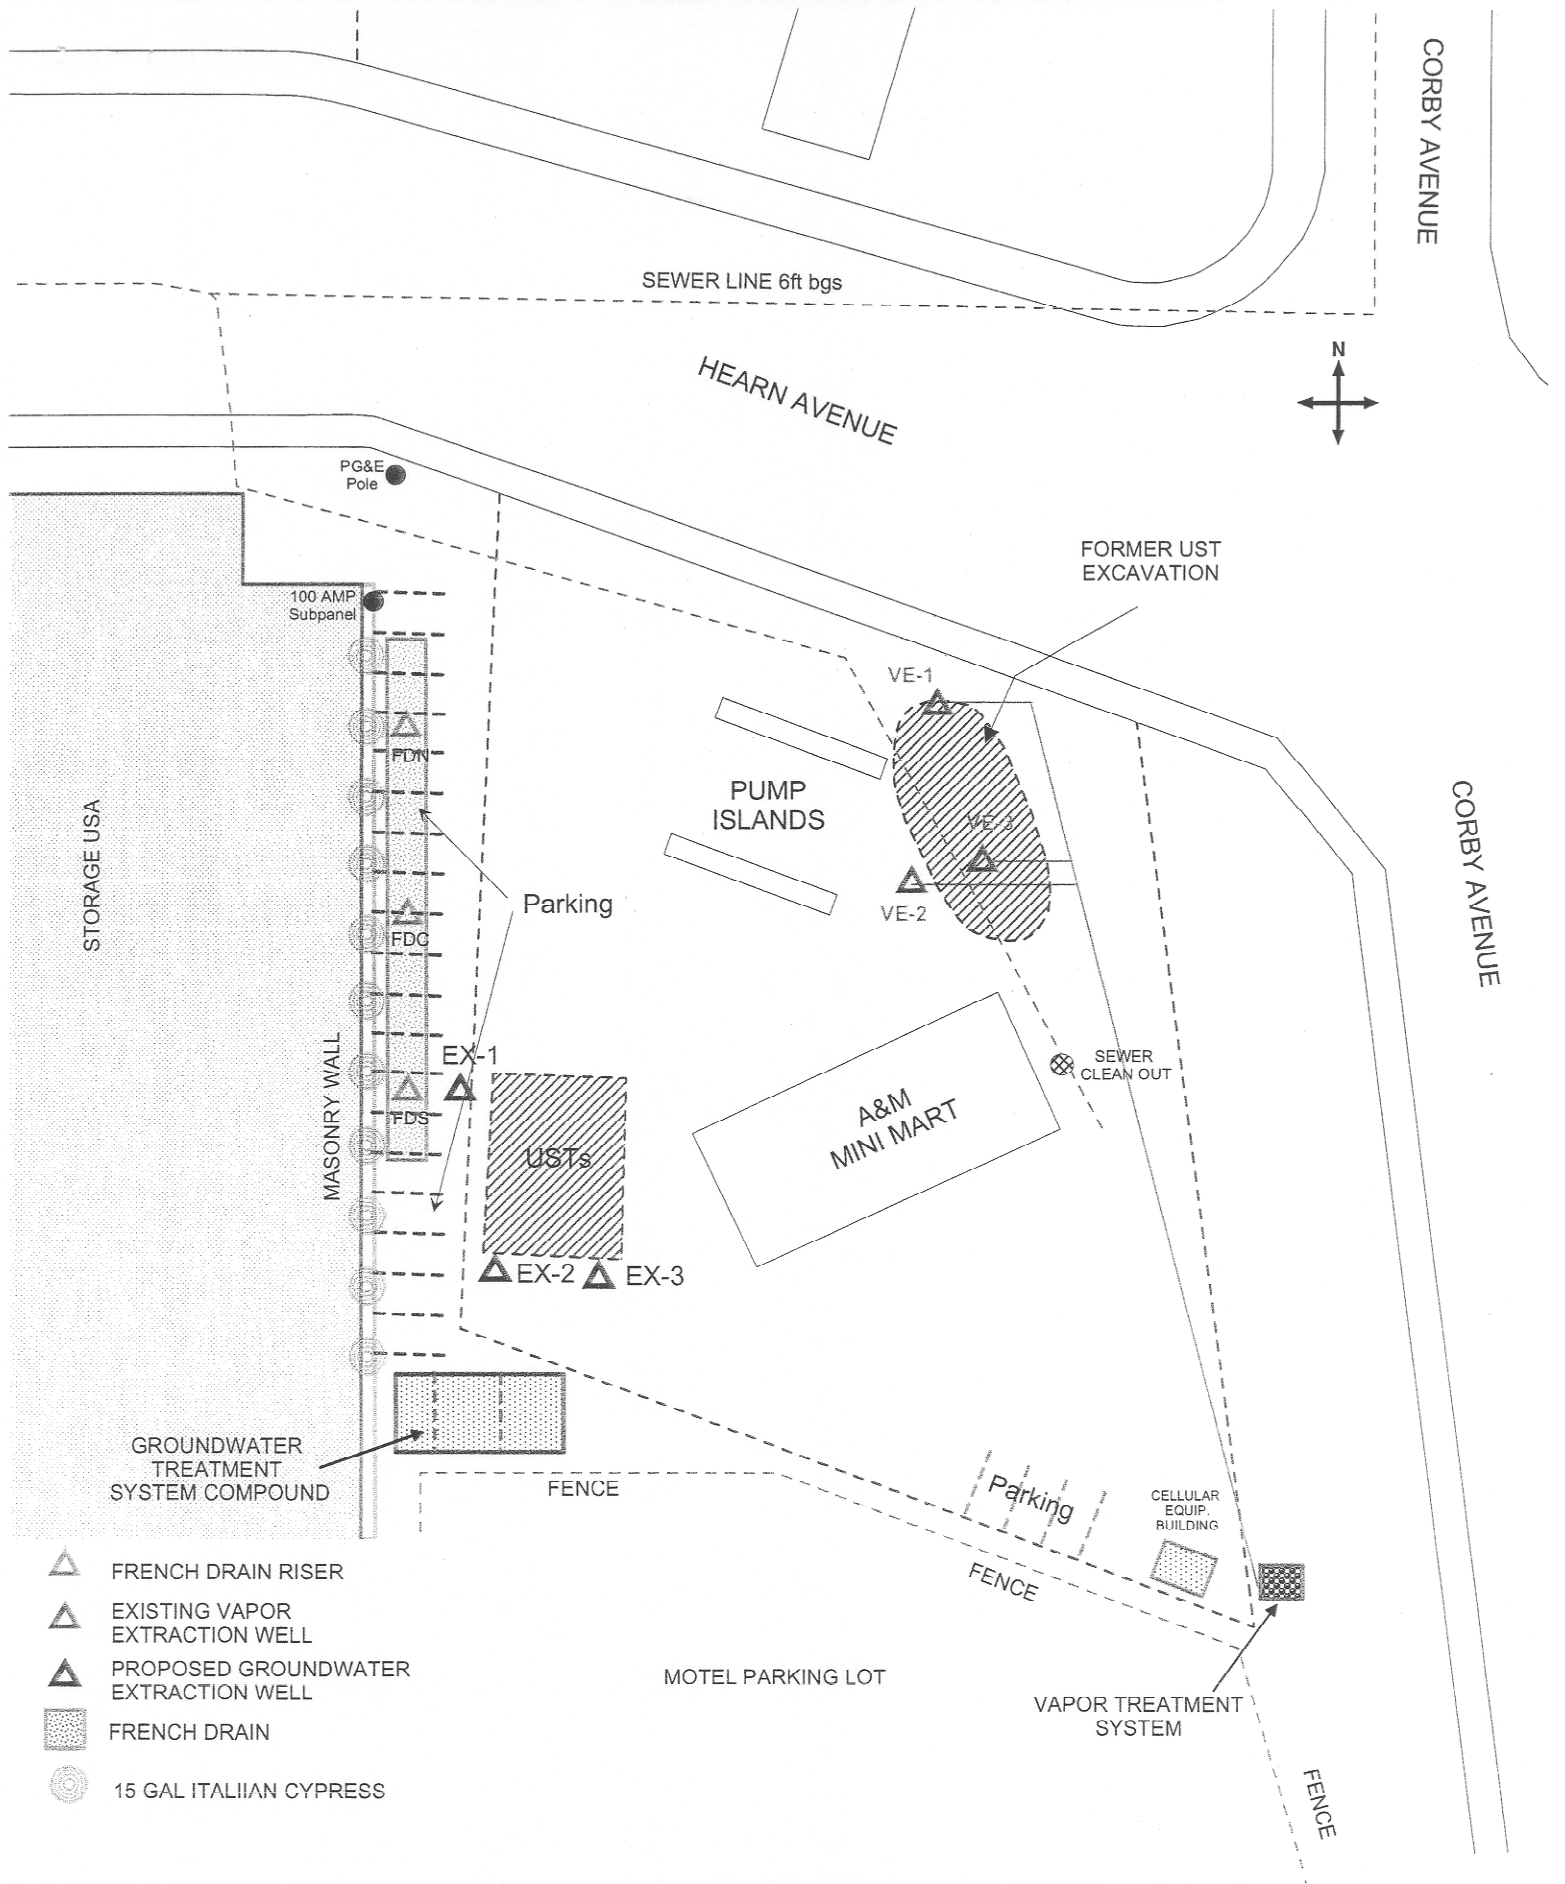 CORBY AVENUE
SEWER LINE 6ft bgs
N
HEARN AVENUE
PG&E
Pole
FORMER UST
EXCAVATION
100 AMP
Subpanel
VE-1
FDN
PUMP
ISLANDS
CORBY AVENUE
STORAGE USA
VE-3
Parking
VE-2
FDC
MASONRY WALL
EX-1
SEWER
CLEAN OUT
FDS
A&M
MINI MART
USTs
EX-2
EX-3
GROUNDWATER
TREATMENT
SYSTEM COMPOUND
FENCE
Parking
CELLULAR
EQUIP.
BUILDING
FENCE
FRENCH DRAIN RISER
EXISTING VAPOR
EXTRACTION WELL
PROPOSED GROUNDWATER
EXTRACTION WELL
MOTEL PARKING LOT
VAPOR TREATMENT
SYSTEM
FRENCH DRAIN
15 GAL ITALIIAN CYPRESS
FENCE